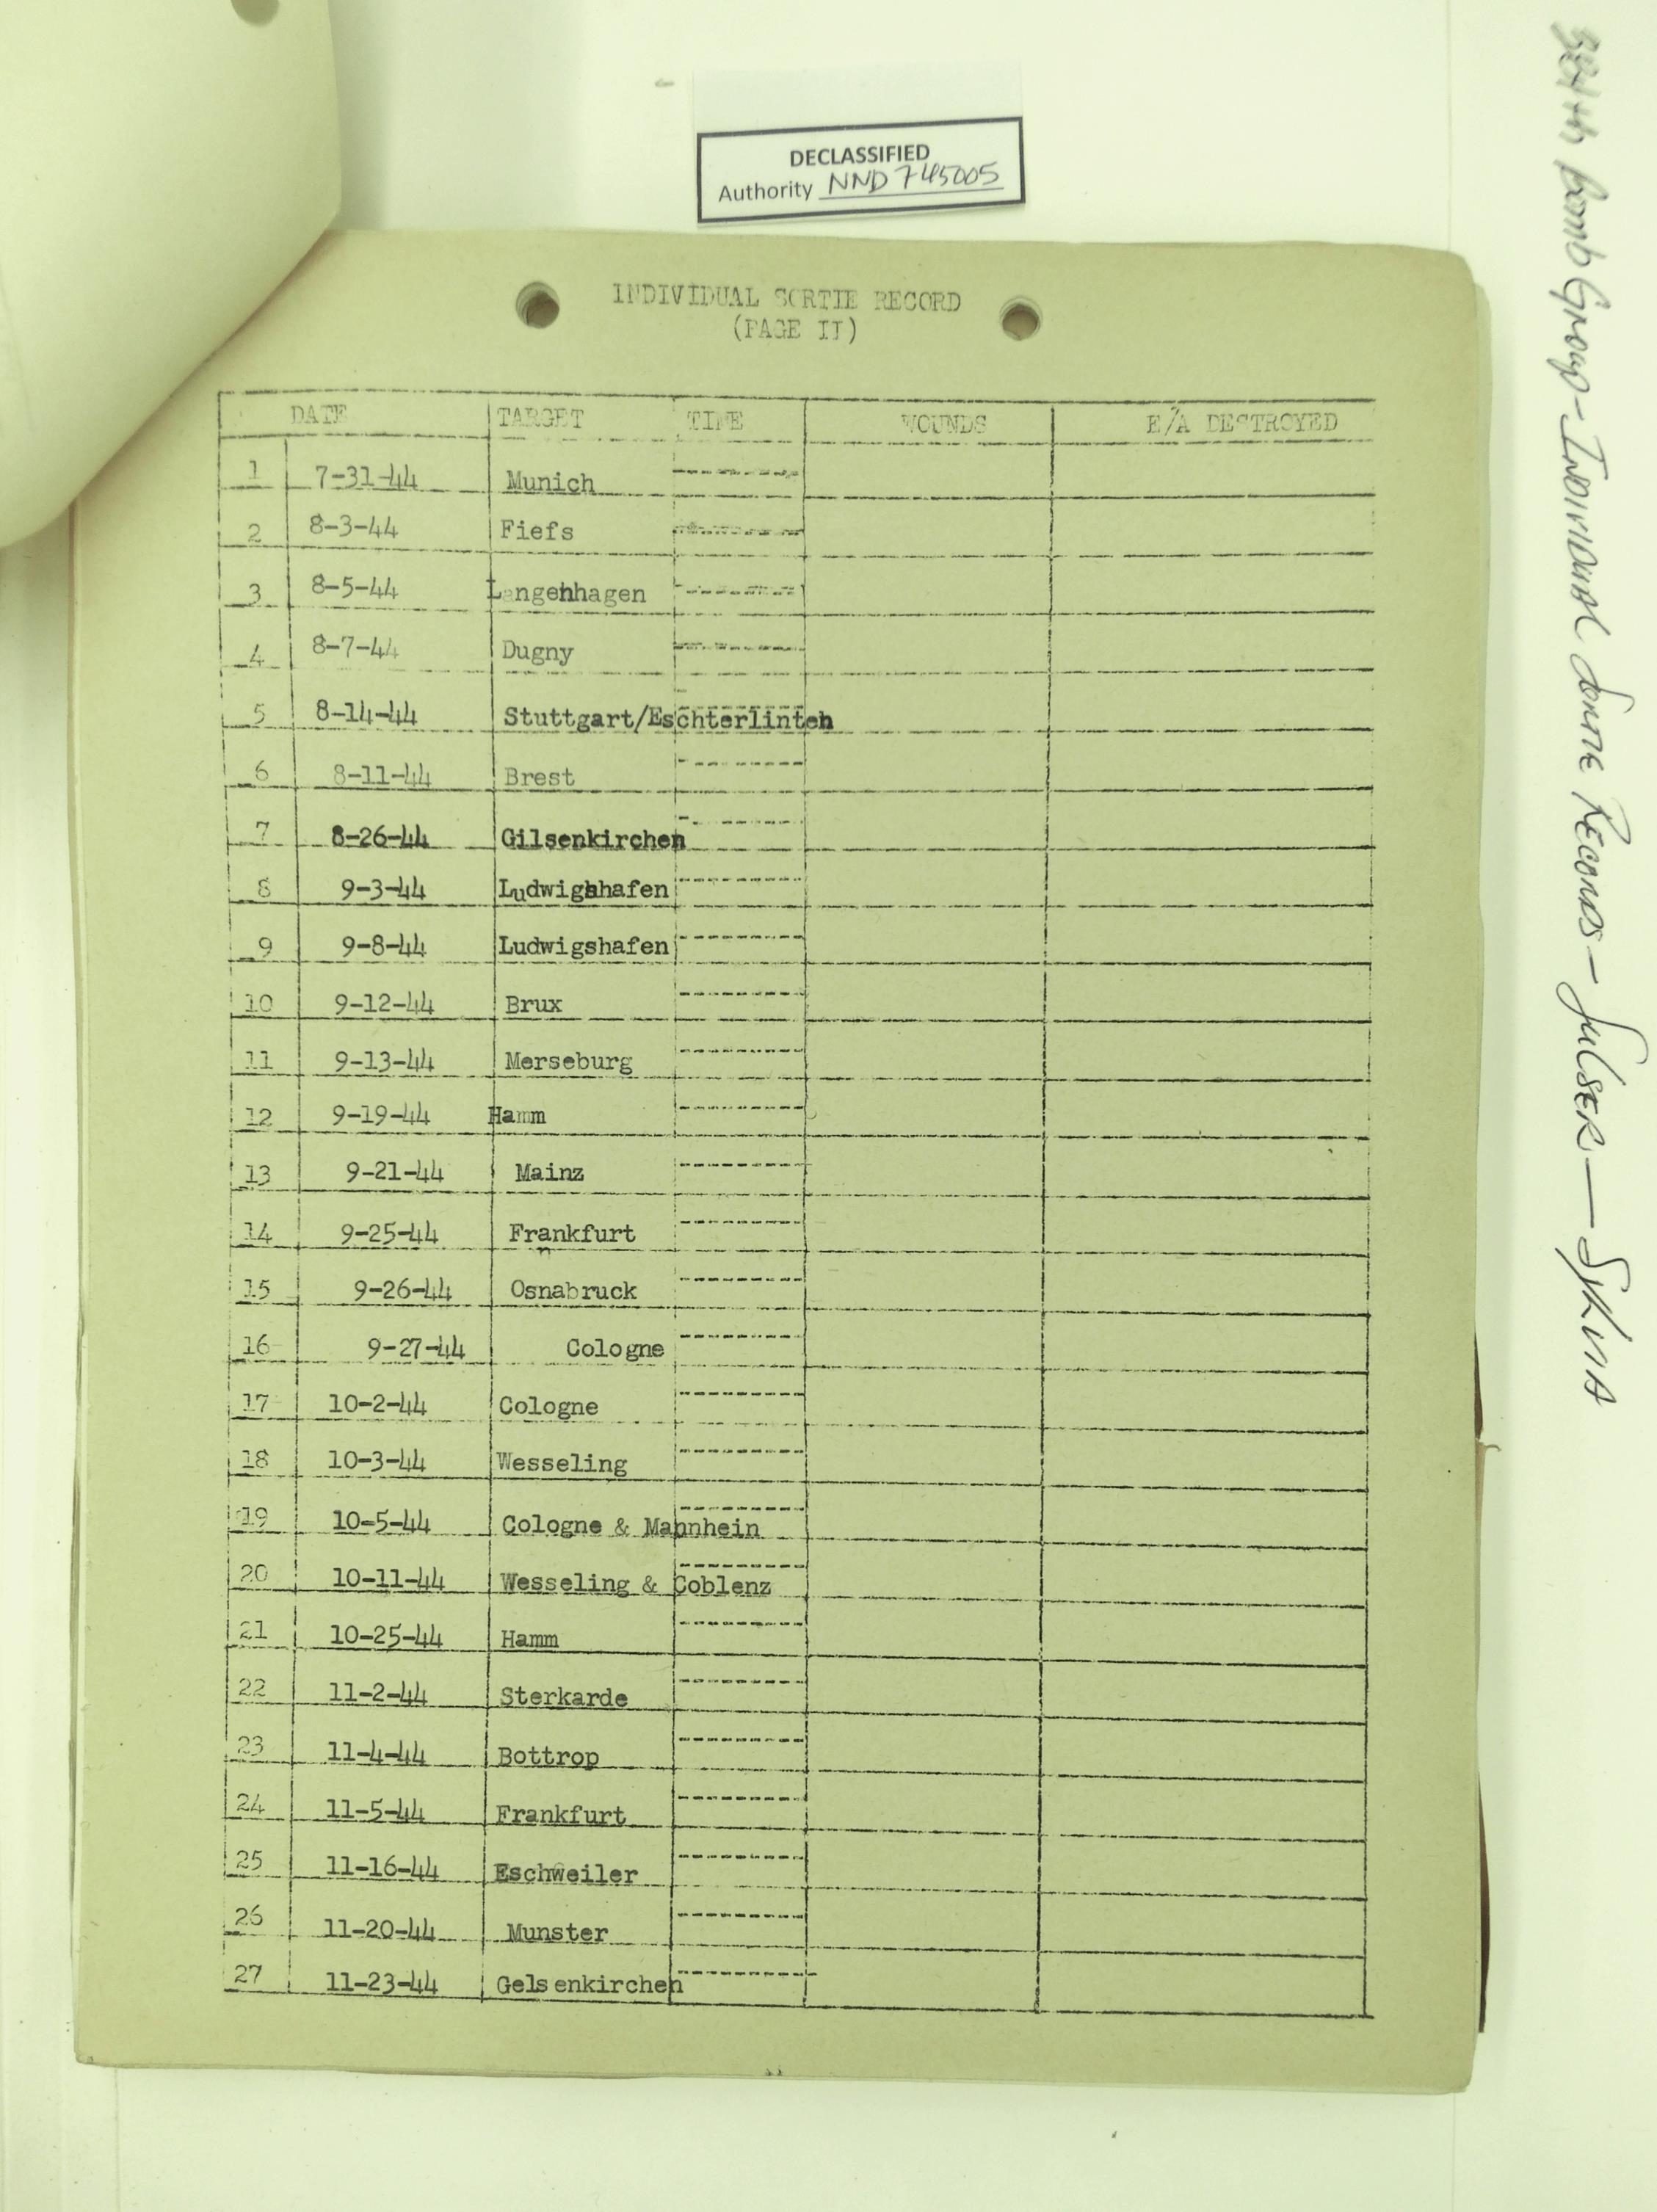 DECLASSIFIED
Authority NND 745005
INDIVIDUAL SORTIE RECORD
(PAGE II)
DATE TARGET TIME WOUNDS E/A DESTROYED
1 7-31-44 Munich ---------
2 8-3-44 Fiefs ---------
3 8-5-44 Langenhagen ---------
4 8-7-44 Dugny ---------
5 8-14-44 Stuttgart/Eschterlinten ---------
6 8-11-44 Brest ---------
7 8-26-44 Gilsenkirchen ---------
8 9-3-44 Ludwigshafen ---------
9 9-8-44 Ludwigshafen ---------
10 9-12-44 Brux ---------
11 9-13-44 Merseburg ---------
12 9-19-44 Hamm ---------
13 9-21-44 Mainz ---------
14 9-25-44 Frankfurt ---------
15 9-26-44 Osnabruck ---------
16 9-27-44 Cologne ---------
17 10-2-44 Cologne ---------
18 10-3-44 Wesseling ---------
19 10-5-44 Cologne & Mannhein ---------
20 10-11-44 Wesseling & Coblenz ---------
21 10-25-44 Hamm ---------
22 11-2-44 Sterkarde ---------
23 11-4-44 Bottrop ---------
24 11-5-44 Frankfurt ---------
25 11-16-44 Eschweiler ---------
26 11-20-44 Munster ---------
27 11-23-44 Gelsenkirchen ---------
Bomb Group - Individual Sortie Records - Sulser — Sylvia